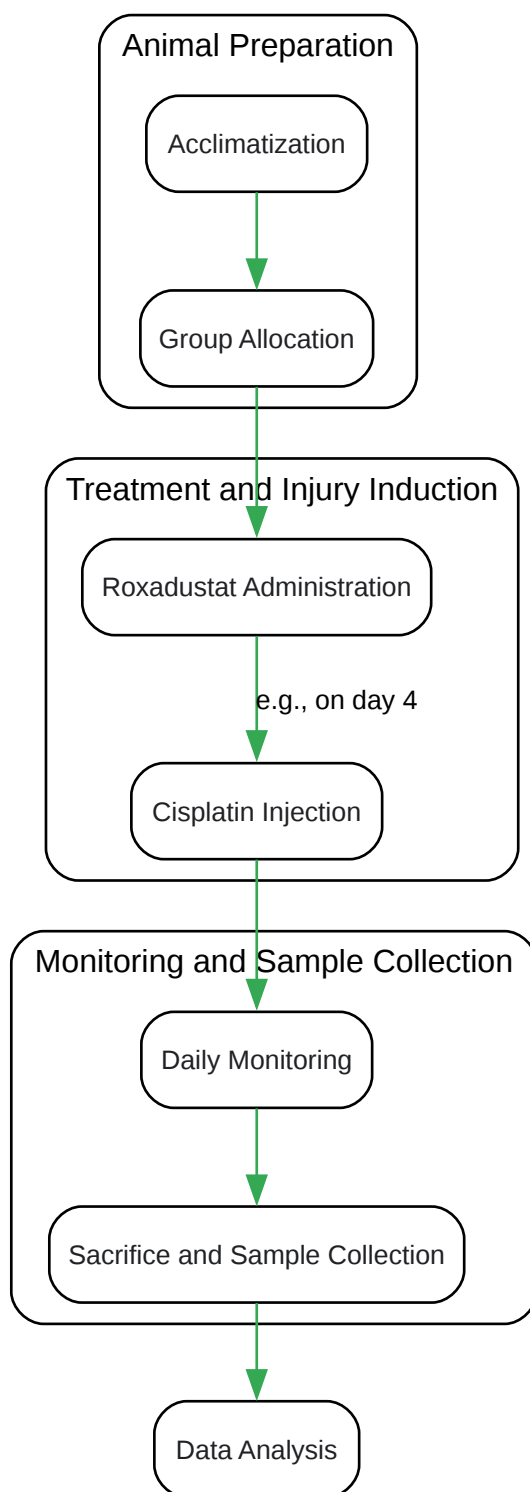 Animal Preparation
Acclimatization
Group Allocation
Treatment and Injury Induction
Roxadustat Administration
e.g., on day 4
Cisplatin Injection
Monitoring and Sample Collection
Daily Monitoring
Sacrifice and Sample Collection
Data Analysis